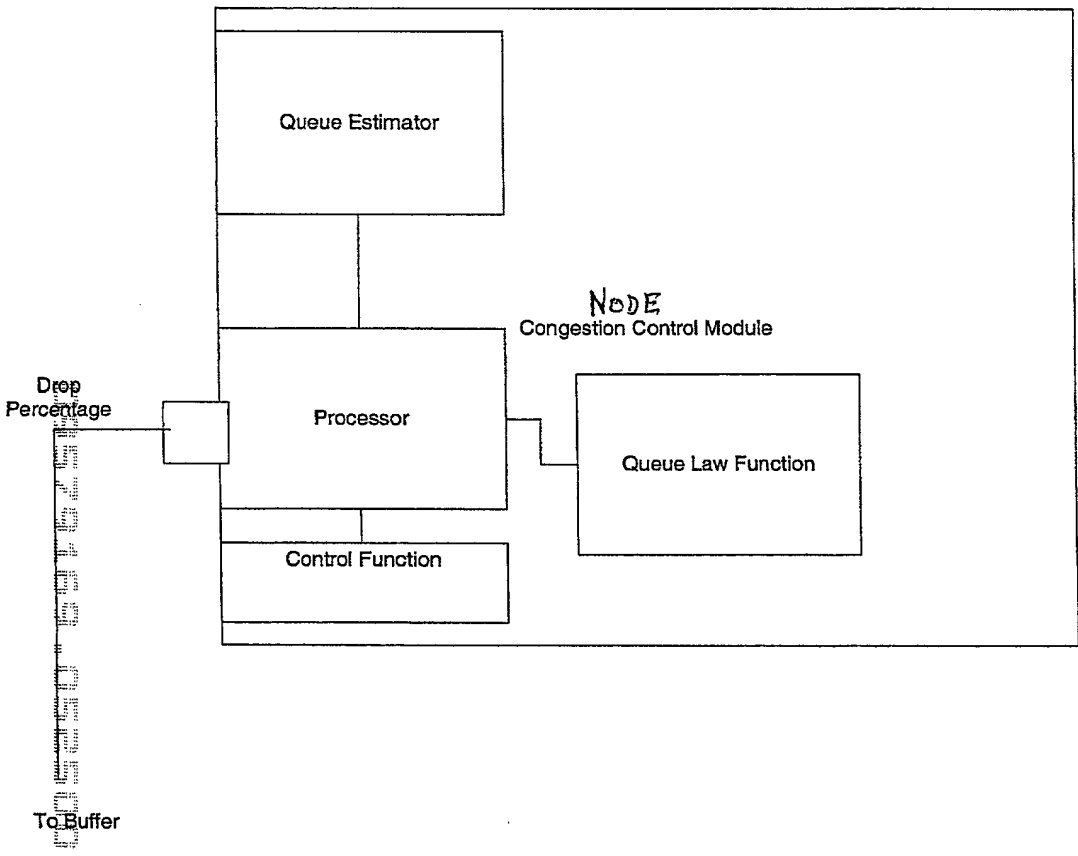 Queue Estimator
NODE
Congestion Control Module
Drop
Percentage
Processor
Queue Law Function
Control Function
To Buffer